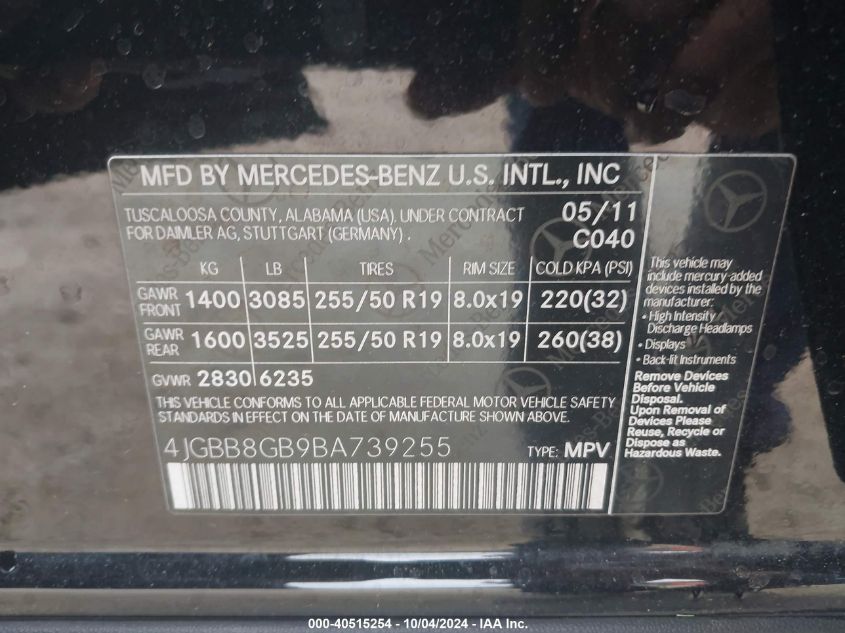 MFD BY MERCEDES-BENZ U.S. INTL., INC
TUSCALOOSA COUNTY, ALABAMA (USA), UNDER CONTRACT 05/11
FOR DAIMLER AG, STUTTGART (GERMANY). C040
KG LB TIRES RIM SIZE COLD KPA (PSI)
GAWR FRONT 1400 3085 255/50 R19 8.0x19 220(32)
GAWR REAR 1600 3525 255/50 R19 8.0x19 260(38)
GVWR 2830 6235
THIS VEHICLE CONFORMS TO ALL APPLICABLE FEDERAL MOTOR VEHICLE SAFETY
STANDARDS IN EFFECT ON THE DATE OF MANUFACTURE SHOWN ABOVE.
4JGBB8GB9BA739255 TYPE: MPV
This vehicle may
include mercury-added
devices installed by the
manufacturer:
• High Intensity
Discharge Headlamps
• Displays
• Back-lit Instruments
Remove Devices
Before Vehicle
Disposal.
Upon Removal of
Devices Please
Reuse, Recycle or
Dispose as
Hazardous Waste.
000-40515254 - 10/04/2024 - © IAA, Inc.